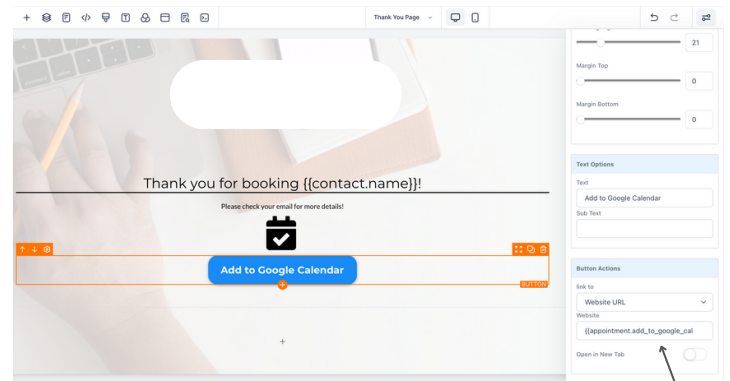 Thank You Page
21
Margin Top
0
Margin Bottom
0
Text Options
Text
Add to Google Calendar
Sub Text
Button Actions
link to
Website URL
Website
{{appointment.add_to_google_cal
Open in New Tab
Thank you for booking {{contact.name}}!
Please check your email for more details!
Add to Google Calendar
BUTTON